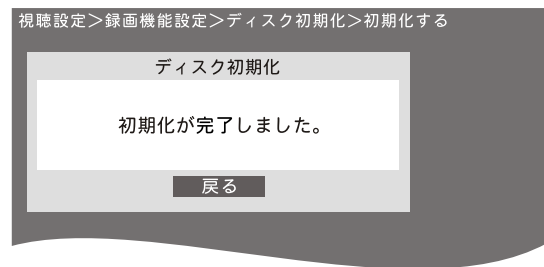 視聴設定＞録画機能設定＞ディスク初期化＞初期化する
ディスク初期化
初期化が完了しました。
戻る